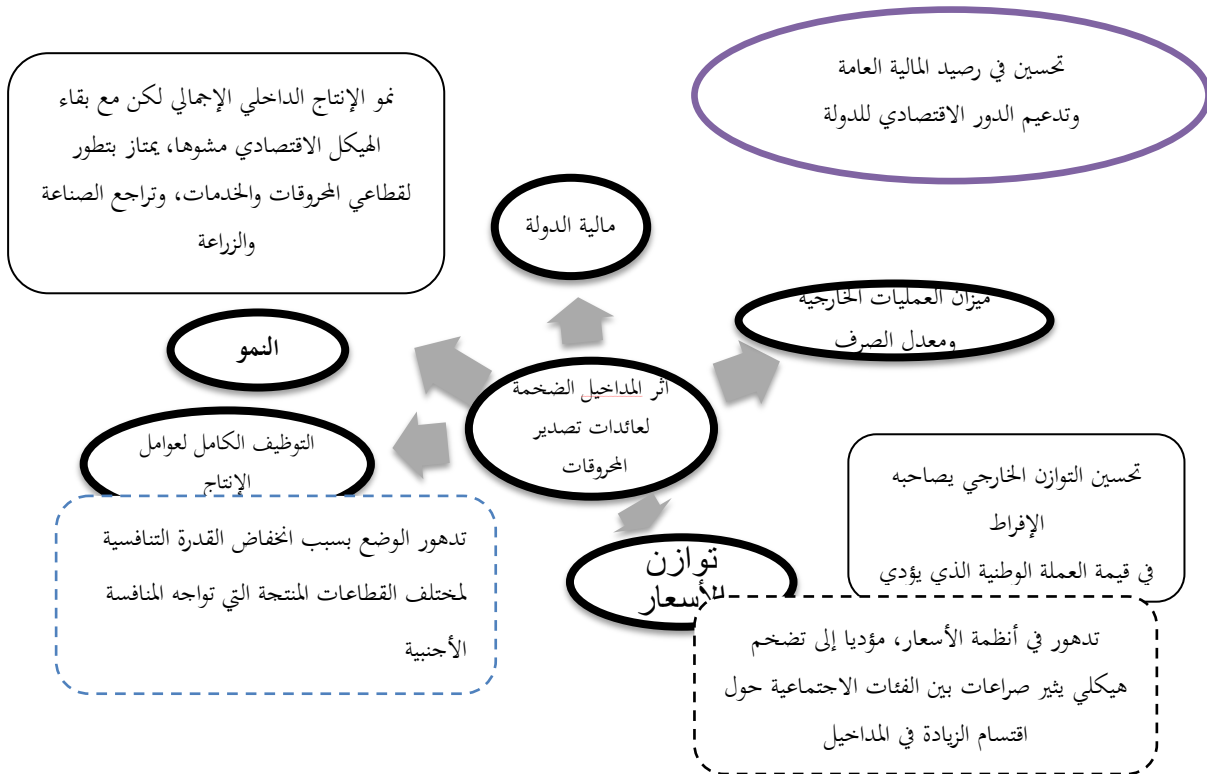 تحسين في رصيد المالية العامة
وتدعيم الدور الاقتصادي للدولة
نمو الإنتاج الداخلي الإجمالي لكن مع بقاء
الهيكل الاقتصادي مشوها، يمتاز بتطور
لقطاعي المحروقات والخدمات، وتراجع الصناعة
والزراعة
مالية الدولة
ميزان العمليات الخارجية
ومعدل الصرف
النمو
أثر المداخيل الضخمة
لعائدات تصدير
المحروقات
التوظيف الكامل لعوامل
الإنتاج
تحسين التوازن الخارجي يصاحبه
الإفراط
في قيمة العملة الوطنية الذي يؤدي
تدهور الوضع بسبب انخفاض القدرة التنافسية
لمختلف القطاعات المنتجة التي تواجه المنافسة
الأجنبية
توازن
الأسعار
تدهور في أنظمة الأسعار، مؤديا إلى تضخم
هيكلي يثير صراعات بين الفئات الاجتماعية حول
اقتسام الزيادة في المداخيل